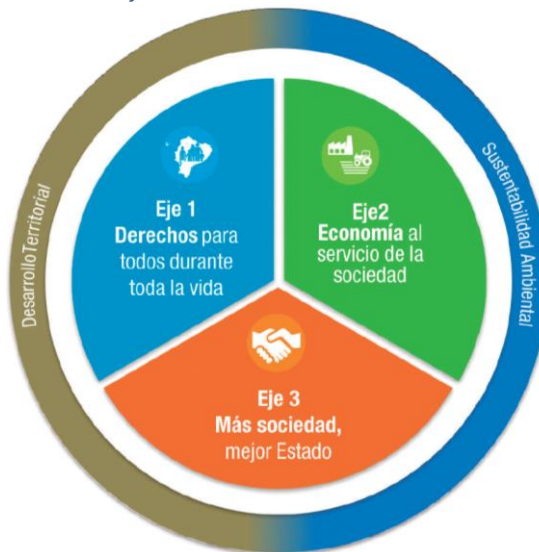 Desarrollo Territorial
Eje 1
Derechos para
todos durante
toda la vida
Eje2
Economía al
servicio de la
sociedad
Sustentabilidad Ambiental
Eje 3
Más sociedad,
mejor Estado